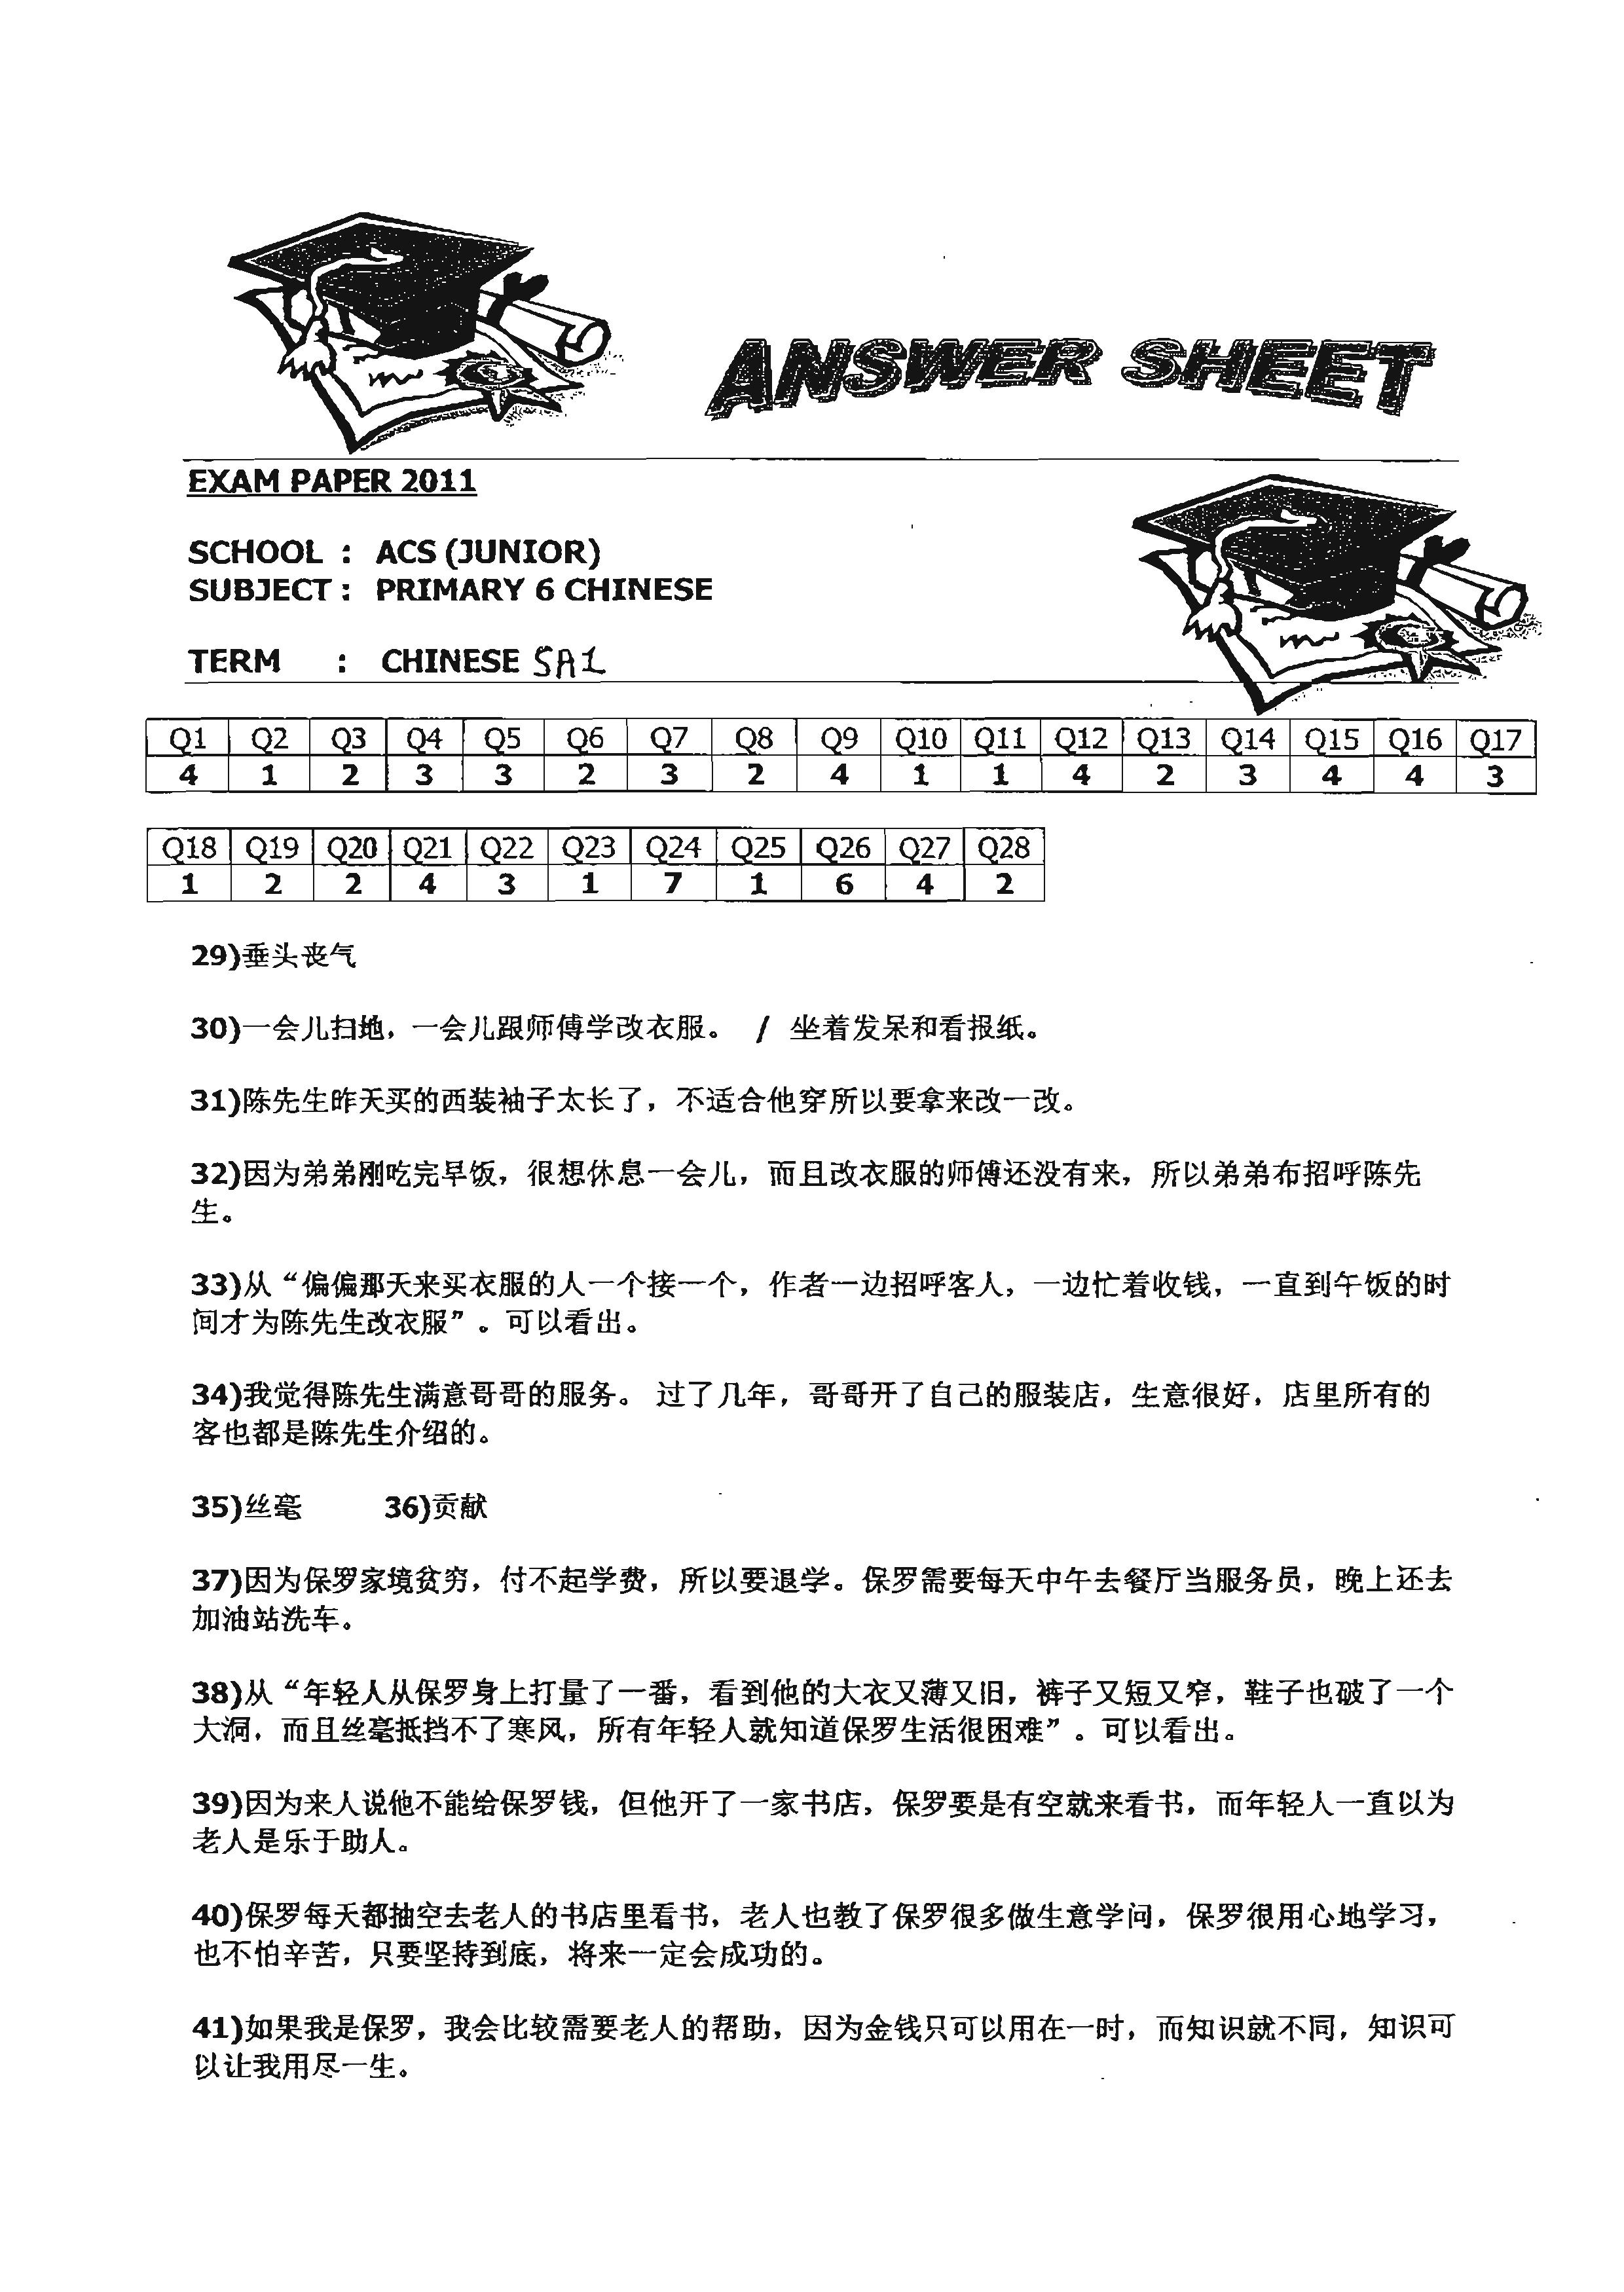 ANSWER SHEET
EXAM PAPER 2011
SCHOOL : ACS (JUNIOR)
SUBJECT : PRIMARY 6 CHINESE
TERM : CHINESE SA1
Q1 Q2 Q3 Q4 Q5 Q6 Q7 Q8 Q9 Q10 Q11 Q12 Q13 Q14 Q15 Q16 Q17
4 1 2 3 3 2 3 2 4 1 1 4 2 3 4 4 3
Q18 Q19 Q20 Q21 Q22 Q23 Q24 Q25 Q26 Q27 Q28
1 2 2 4 3 1 7 1 6 4 2
29)垂头丧气
30)一会儿扫地，一会儿跟师傅学改衣服。 / 坐着发呆和看报纸。
31)陈先生昨天买的西装袖子太长了，不适合他穿所以要拿来改一改。
32)因为弟弟刚吃完早饭，很想休息一会儿，而且改衣服的师傅还没有来，所以弟弟布招呼陈先
生。
33)从“偏偏那天来买衣服的人一个接一个，作者一边招呼客人，一边忙着收钱，一直到午饭的时
间才为陈先生改衣服”。可以看出。
34)我觉得陈先生满意哥哥的服务。 过了几年，哥哥开了自己的服装店，生意很好，店里所有的
客也都是陈先生介绍的。
35)丝毫 36)贡献
37)因为保罗家境贫穷，付不起学费，所以要退学。保罗需要每天中午去餐厅当服务员，晚上还去
加油站洗车。
38)从“年轻人从保罗身上打量了一番，看到他的大衣又薄又旧，裤子又短又窄，鞋子也破了一个
大洞，而且丝毫抵挡不了寒风，所有年轻人就知道保罗生活很困难”。可以看出。
39)因为来人说他不能给保罗钱，但他开了一家书店，保罗要是有空就来看书，而年轻人一直以为
老人是乐于助人。
40)保罗每天都抽空去老人的书店里看书，老人也教了保罗很多做生意学问，保罗很用心地学习，
也不怕辛苦，只要坚持到底，将来一定会成功的。
41)如果我是保罗，我会比较需要老人的帮助，因为金钱只可以用在一时，而知识就不同，知识可
以让我用尽一生。